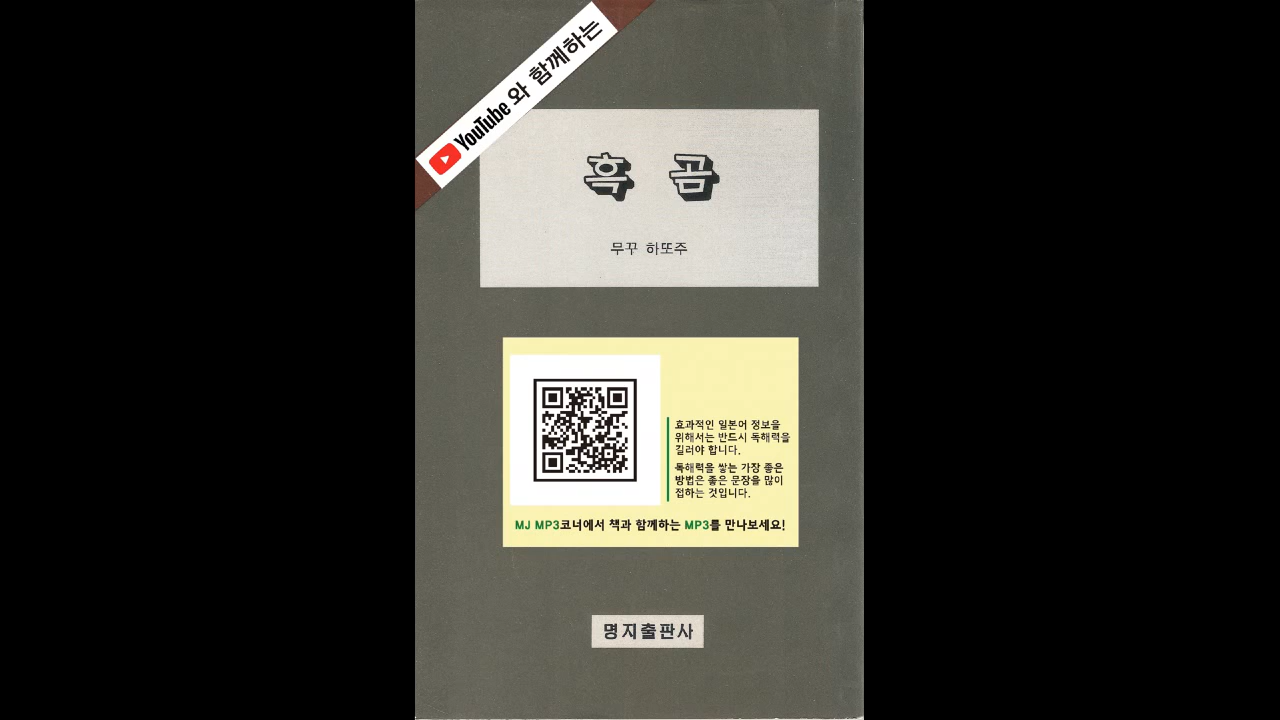 YouTube 와 함께하는
흑 곰
무꾸 하또주
효과적인 일본어 정보을
위해서는 반드시 독해력을
길러야 합니다.
독해력을 쌓는 가장 좋은
방법은 좋은 문장을 많이
접하는 것입니다.
MJ MP3코너에서 책과 함께하는 MP3를 만나보세요!
명지출판사